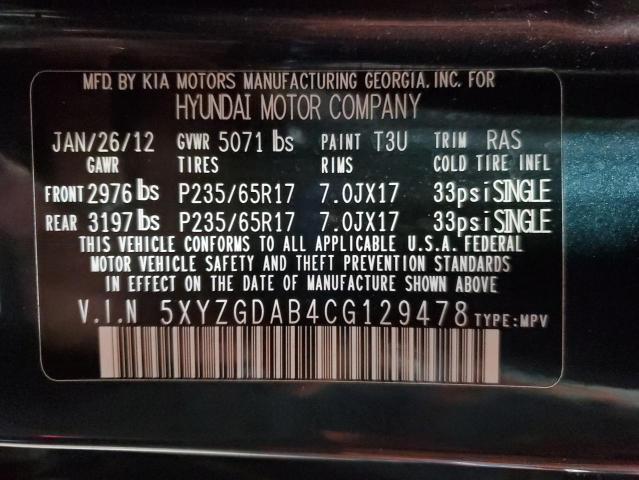 MFD. BY KIA MOTORS MANUFACTURING GEORGIA. INC. FOR
HYUNDAI MOTOR COMPANY
JAN/26/12 GVWR 5071 lbs PAINT T3U TRIM RAS
GAWR TIRES RIMS COLD TIRE INFL
FRONT 2976 lbs P235/65R17 7.0JX17 33psi SINGLE
REAR 3197 lbs P235/65R17 7.0JX17 33psi SINGLE
THIS VEHICLE CONFORMS TO ALL APPLICABLE U.S.A. FEDERAL
MOTOR VEHICLE SAFETY AND THEFT PREVENTION STANDARDS
IN EFFECT ON THE DATE OF MANUFACTURE SHOWN ABOVE
V.I.N 5XYZGDAB4CG129478 TYPE:MPV